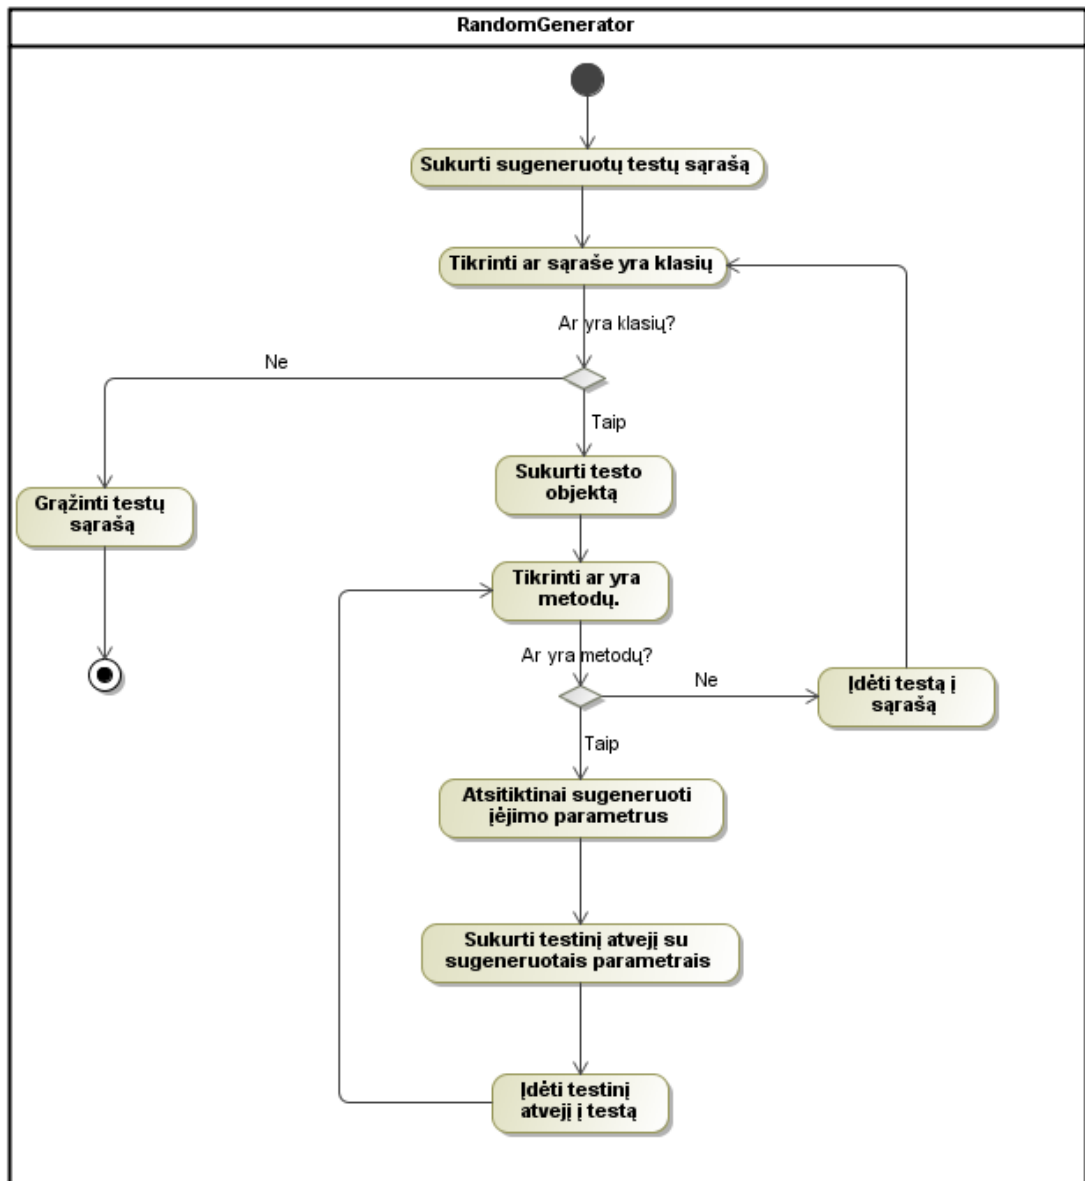 RandomGenerator
Sukurti sugeneruotų testų sąrašą
Tikrinti ar sąraše yra klasių
Ar yra klasių?
Ne
Taip
Sukurti testo
objektą
Grąžinti testų
sąrašą
Tikrinti ar yra
metodų.
Ar yra metodų?
Ne
Įdėti testą į
sąrašą
Taip
Atsitiktinai sugeneruoti
įėjimo parametrus
Sukurti testinį atvejį su
sugeneruotais parametrais
Įdėti testinį
atvejį į testą